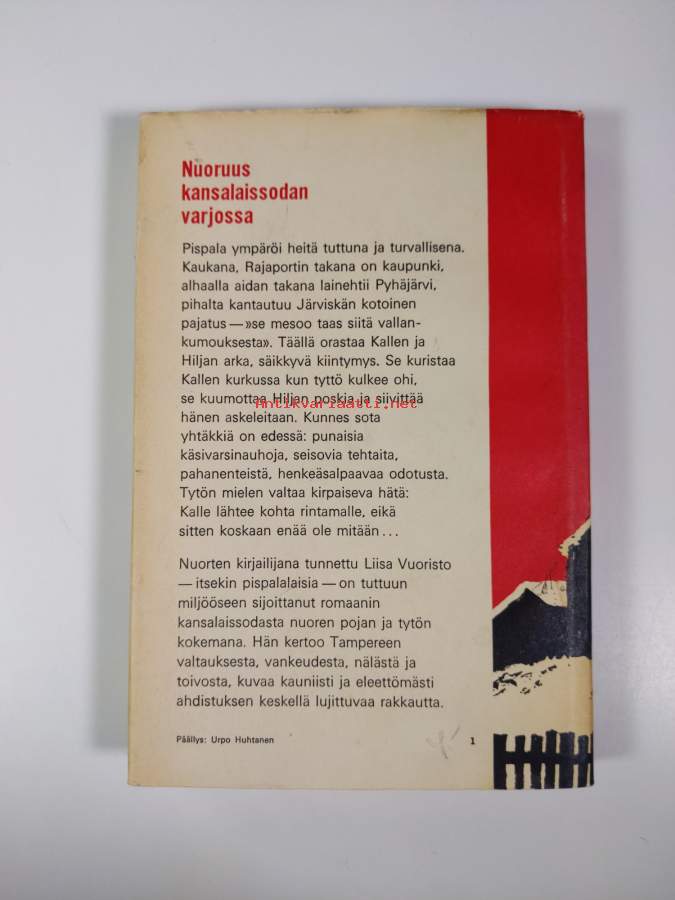 Nuoruus
kansalaissodan
varjossa
Pispala ympäröi heitä tuttuna ja turvallisena.
Kaukana, Rajaportin takana on kaupunki,
alhaalla aidan takana lainehtii Pyhäjärvi,
pihalta kantautuu Järviskän kotoinen
pajatus — »se mesoo taas siitä vallan-
kumouksesta». Täällä orastaa Kallen ja
Hiljan arka, säikkyvä kiintymys. Se kuristaa
Kallen kurkussa kun tyttö kulkee ohi,
se kuumottaa Hiljan poskia ja siivittää
Antikvariaatti.net
hänen askeleitaan. Kunnes sota
yhtäkkiä on edessä: punaisia
käsivarsinauhoja, seisovia tehtaita,
pahanenteistä, henkeäsalpaavaa odotusta.
Tytön mielen valtaa kirpaiseva hätä:
Kalle lähtee kohta rintamalle, eikä
sitten koskaan enää ole mitään...
Nuorten kirjailijana tunnettu Liisa Vuoristo
— itsekin pispalalaisia — on tuttuun
miljööseen sijoittanut romaanin
kansalaissodasta nuoren pojan ja tytön
kokemana. Hän kertoo Tampereen
valtauksesta, vankeudesta, nälästä ja
toivosta, kuvaa kauniisti ja eleettömästi
ahdistuksen keskellä lujittuvaa rakkautta.
Päällys: Urpo Huhtanen
1